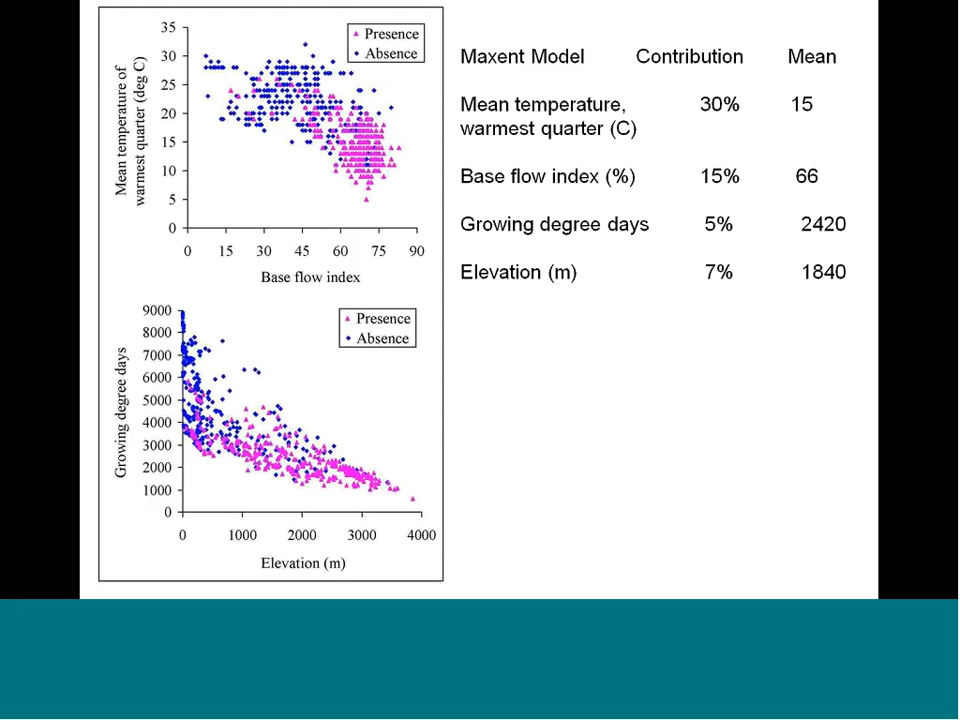 35
30
25
20
15
10
5
0
Mean temperature of
warmest quarter (deg C)
Presence
Absence
0 15 30 45 60 75 90
Base flow index
9000
8000
7000
6000
5000
4000
3000
2000
1000
0
Growing degree days
Presence
Absence
0 1000 2000 3000 4000
Elevation (m)
Maxent Model Contribution Mean
Mean temperature, 30% 15
warmest quarter (C)
Base flow index (%) 15% 66
Growing degree days 5% 2420
Elevation (m) 7% 1840